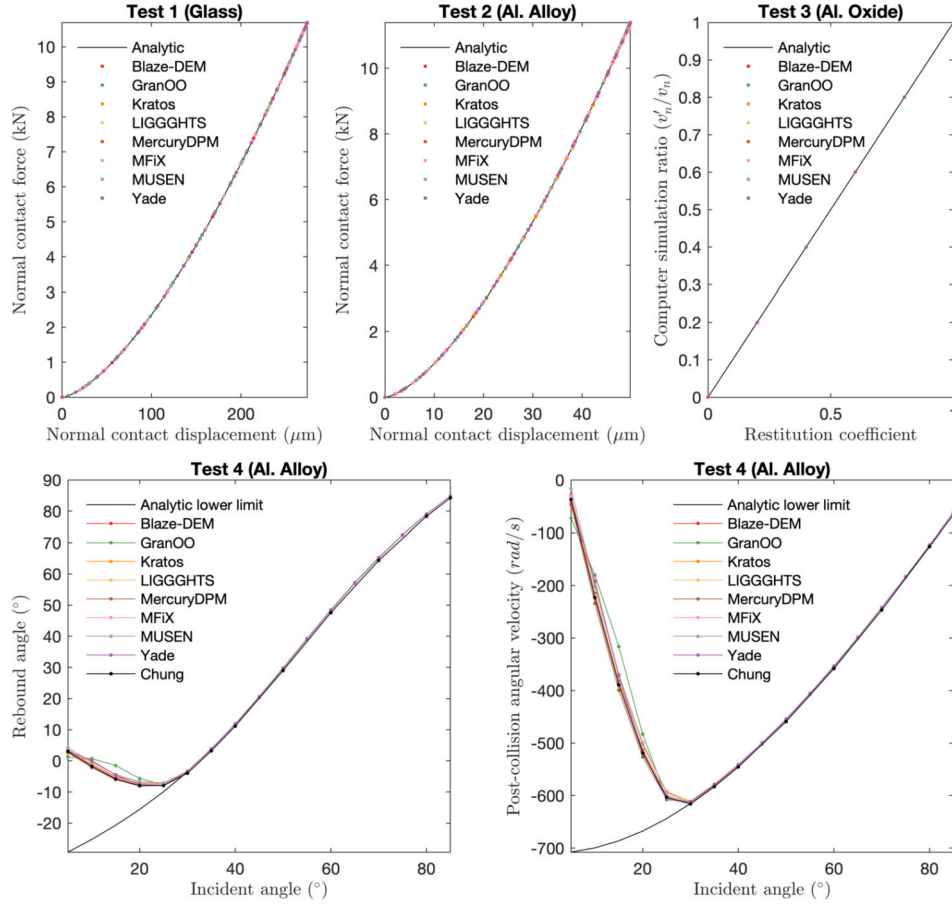 Test 1 (Glass)
Normal contact force (kN)
10
8
6
4
2
0
Analytic
Blaze-DEM
GranOO
Kratos
LIGGGHTS
MercuryDPM
MFiX
MUSEN
Yade
0 100 200
Normal contact displacement (μm)
Test 2 (Al. Alloy)
Normal contact force (kN)
10
8
6
4
2
0
Analytic
Blaze-DEM
GranOO
Kratos
LIGGGHTS
MercuryDPM
MFiX
MUSEN
Yade
0 10 20 30 40
Normal contact displacement (μm)
Test 3 (Al. Oxide)
Computer simulation ratio (v′n/vn)
1
0.9
0.8
0.7
0.6
0.5
0.4
0.3
0.2
0.1
0
Analytic
Blaze-DEM
GranOO
Kratos
LIGGGHTS
MercuryDPM
MFiX
MUSEN
Yade
0 0.5
Restitution coefficient
Test 4 (Al. Alloy)
Rebound angle (°)
90
80
70
60
50
40
30
20
10
0
-10
-20
Analytic lower limit
Blaze-DEM
GranOO
Kratos
LIGGGHTS
MercuryDPM
MFiX
MUSEN
Yade
Chung
20 40 60 80
Incident angle (°)
Test 4 (Al. Alloy)
Post-collision angular velocity (rad/s)
0
-100
-200
-300
-400
-500
-600
-700
Analytic lower limit
Blaze-DEM
GranOO
Kratos
LIGGGHTS
MercuryDPM
MFiX
MUSEN
Yade
Chung
20 40 60 80
Incident angle (°)